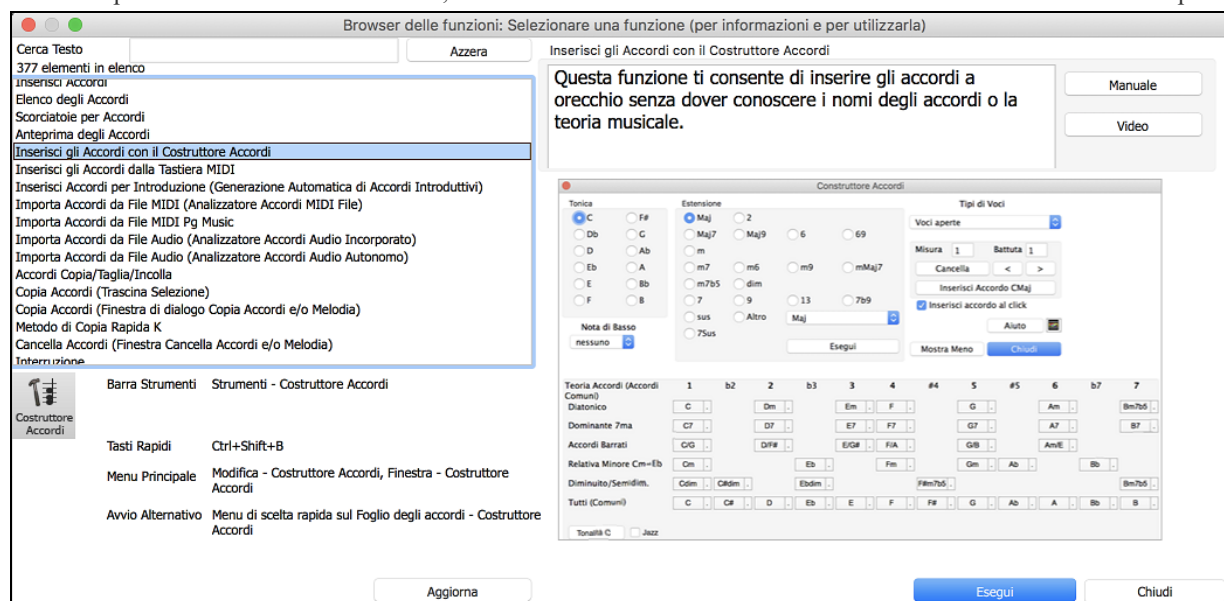 Browser delle funzioni: Selezionare una funzione (per informazioni e per utilizzarla)
Cerca Testo
Azzera
377 elementi in elenco
Inserisci Accordi
Elenco degli Accordi
Scorciatoie per Accordi
Anteprima degli Accordi
Inserisci gli Accordi con il Costruttore Accordi
Inserisci gli Accordi dalla Tastiera MIDI
Inserisci Accordi per Introduzione (Generazione Automatica di Accordi Introduttivi)
Importa Accordi da File MIDI (Analizzatore Accordi MIDI File)
Importa Accordi da File MIDI Pg Music
Importa Accordi da File Audio (Analizzatore Accordi Audio Incorporato)
Importa Accordi da File Audio (Analizzatore Accordi Audio Autonomo)
Accordi Copia/Taglia/Incolla
Copia Accordi (Trascina Selezione)
Copia Accordi (Finestra di dialogo Copia Accordi e/o Melodia)
Metodo di Copia Rapida K
Cancella Accordi (Finestra Cancella Accordi e/o Melodia)
Interruzione
Costruttore
Accordi
Barra Strumenti Strumenti - Costruttore Accordi
Tasti Rapidi Ctrl+Shift+B
Menu Principale Modifica - Costruttore Accordi, Finestra - Costruttore
Accordi
Avvio Alternativo Menu di scelta rapida sul Foglio degli accordi - Costruttore
Accordi
Aggiorna
Inserisci gli Accordi con il Costruttore Accordi
Questa funzione ti consente di inserire gli accordi a
orecchio senza dover conoscere i nomi degli accordi o la
teoria musicale.
Manuale
Video
Construttore Accordi
Tonica
C F#
Db G
D Ab
Eb A
E Bb
F B
Nota di Basso
nessuno
Estensione
Maj 2
Maj7 Maj9 6 69
m
m7 m6 m9 mMaj7
m7b5 dim
7 9 13 7b9
sus Altro Maj
7Sus
Esegui
Tipi di Voci
Voci aperte
Misura 1 Battuta 1
Cancella < >
Inserisci Accordo CMaj
Inserisci accordo al click
Aiuto
Mostra Meno Chiudi
Teoria Accordi (Accordi
Comuni) 1 b2 2 b3 3 4 #4 5 #5 6 b7 7
Diatonico C Dm Em F G Am Bm7b5
Dominante 7ma C7 D7 E7 F7 G7 A7 B7
Accordi Barrati C/G D/F# E/G# F/A G/B Am/E
Relativa Minore Cm=Eb Cm Eb Fm Gm Ab Bb
Diminuito/Semidim. Cdim C#dim Ebdim F#m7b5 Bm7b5
Tutti (Comuni) C C# D Eb E F F# G Ab A Bb B
Tonalità C Jazz
Esegui
Chiudi